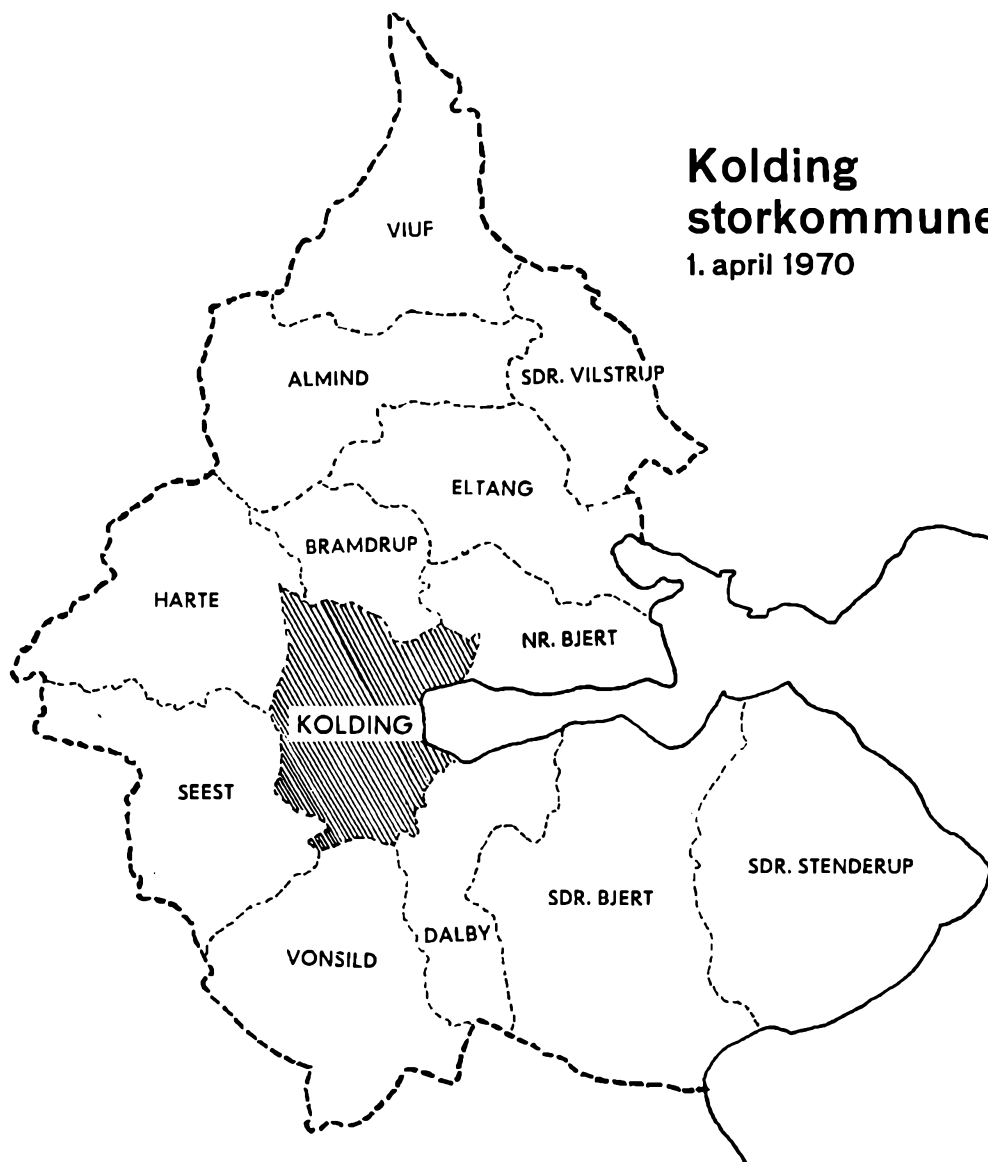 Kolding
storkommune
1. april 1970
VIUF
ALMIND
SDR. VILSTRUP
ELTANG
BRAMDRUP
HARTE
NR. BJERT
KOLDING
SEEST
SDR. STENDERUP
SDR. BJERT
DALBY
VONSILD